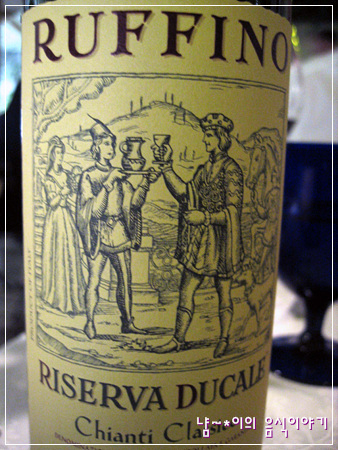 RUFFINO
RISERVA DUCALE
Chianti Classi
냠~*이의 음식이야기